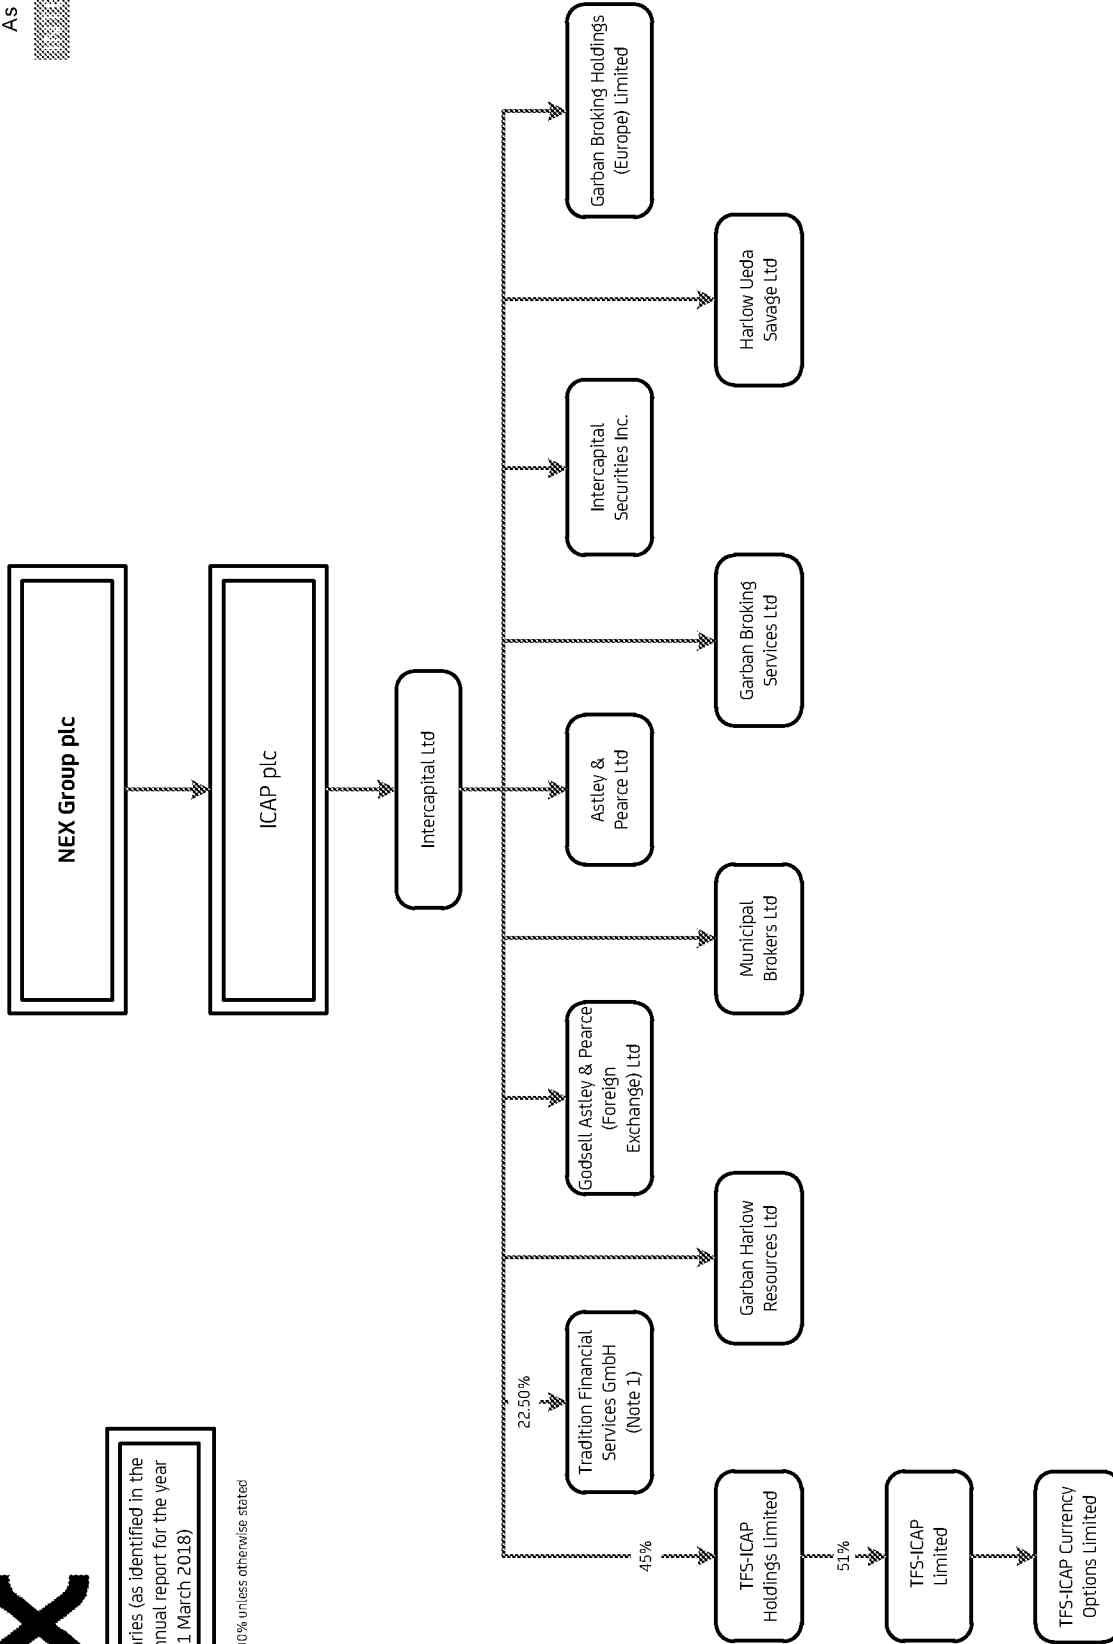 As
X
ries (as identified in the
nnual report for the year
1 March 2018)
00% unless otherwise stated
NEX Group plc
ICAP plc
Intercapital Ltd
45%
22.50%
Tradition Financial
Services GmbH
(Note 1)
Godsell Astley & Pearce
(Foreign
Exchange) Ltd
Astley &
Pearce Ltd
Intercapital
Securities Inc.
Garban Broking Holdings
(Europe) Limited
TFS-ICAP
Holdings Limited
Garban Harlow
Resources Ltd
Municipal
Brokers Ltd
Garban Broking
Services Ltd
Harlow Ueda
Savage Ltd
51%
TFS-ICAP
Limited
TFS-ICAP Currency
Options Limited